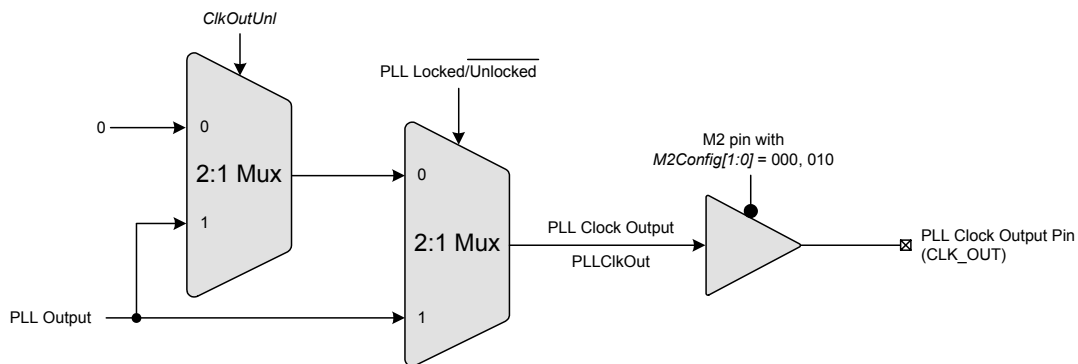 ClkOutUnl
PLL Locked/Unlocked
0
0
2:1 Mux
1
M2 pin with
M2Config[1:0] = 000, 010
0
2:1 Mux
1
PLL Clock Output
PLLClkOut
PLL Clock Output Pin
(CLK_OUT)
PLL Output